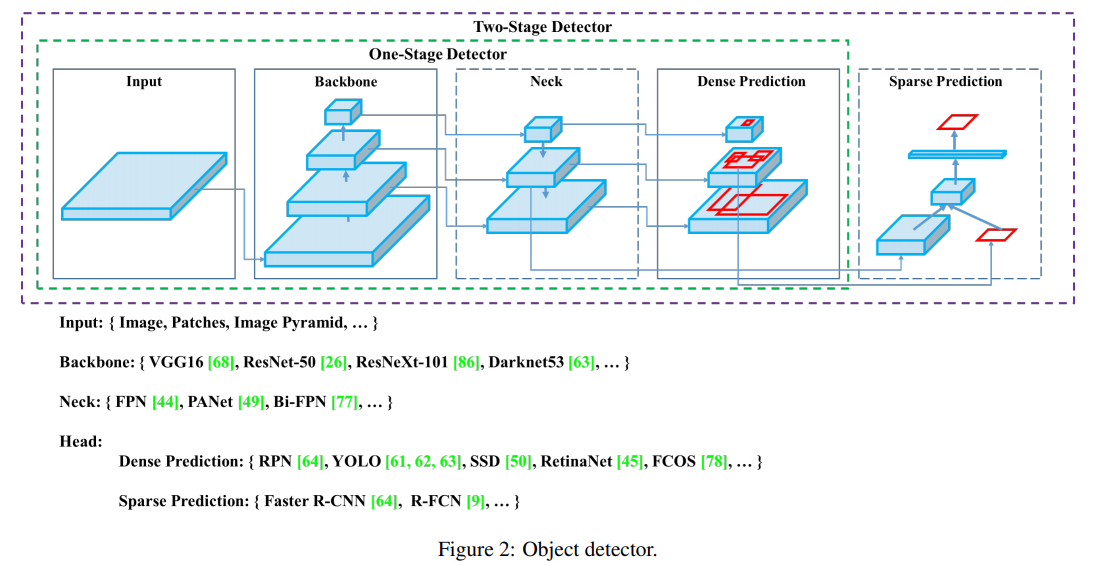 Two-Stage Detector
One-Stage Detector
Input
Backbone
Neck
Dense Prediction
Sparse Prediction
Input: { Image, Patches, Image Pyramid, … }
Backbone: { VGG16 [68], ResNet-50 [26], ResNeXt-101 [86], Darknet53 [63], … }
Neck: { FPN [44], PANet [49], Bi-FPN [77], … }
Head:
Dense Prediction: { RPN [64], YOLO [61, 62, 63], SSD [50], RetinaNet [45], FCOS [78], … }
Sparse Prediction: { Faster R-CNN [64], R-FCN [9], … }
Figure 2: Object detector.